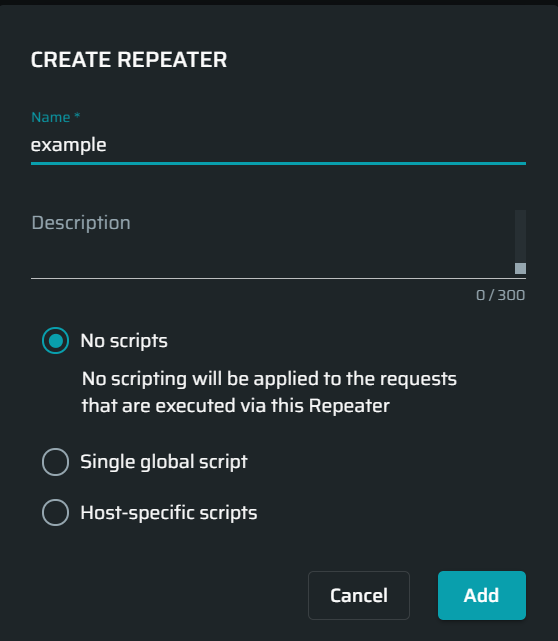 CREATE REPEATER
Name *
example
Description
0 / 300
No scripts
No scripting will be applied to the requests
that are executed via this Repeater
Single global script
Host-specific scripts
Cancel
Add